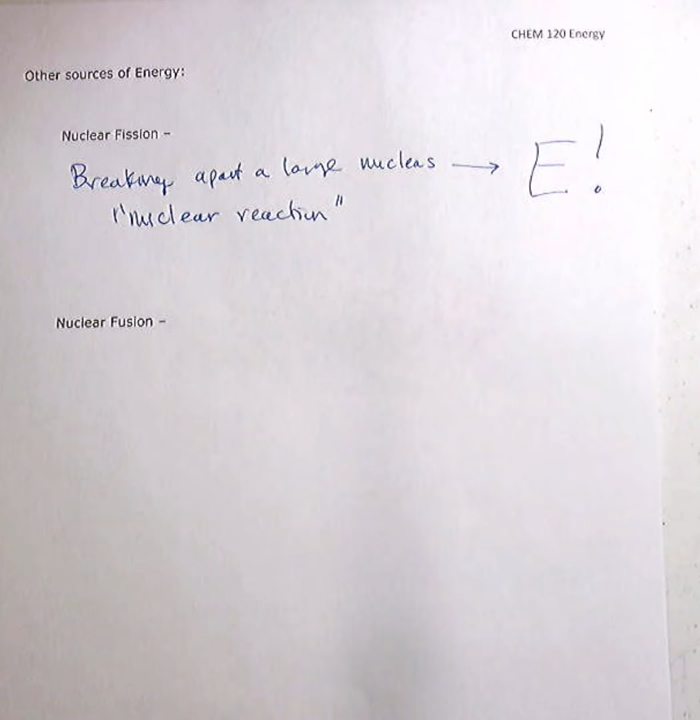 CHEM 120 Energy
Other sources of Energy:
Nuclear Fission –
Breaking apart a large nucleas → E!
"nuclear reaction"
Nuclear Fusion –